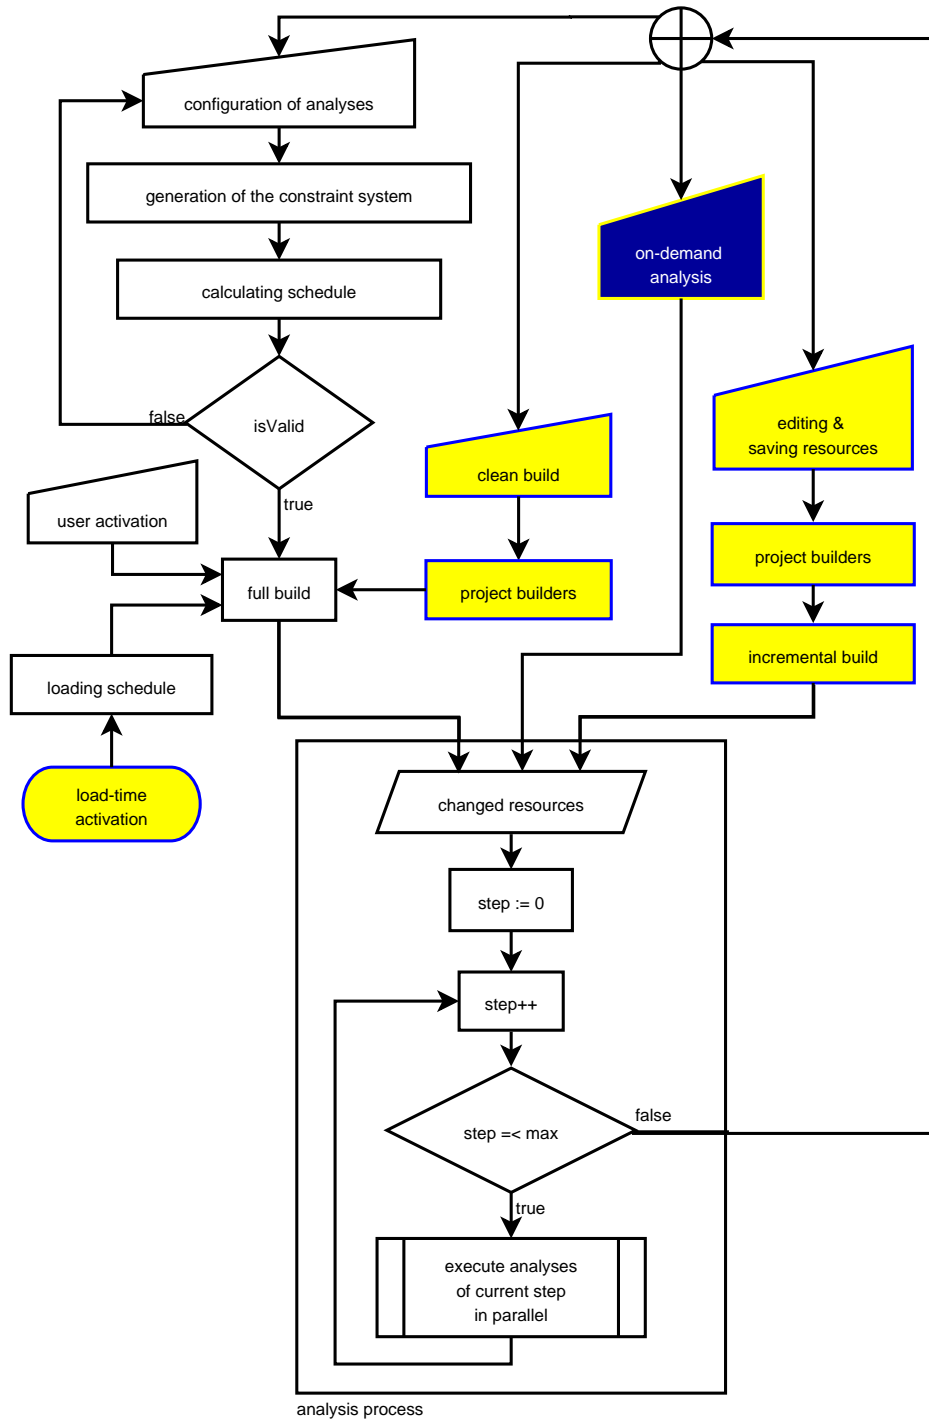 configuration of analyses
generation of the constraint system
on-demand
analysis
calculating schedule
false
isValid
editing &
saving resources
clean build
true
user activation
project builders
full build
project builders
incremental build
loading schedule
load-time
activation
changed resources
step := 0
step++
step =< max
false
true
execute analyses
of current step
in parallel
analysis process